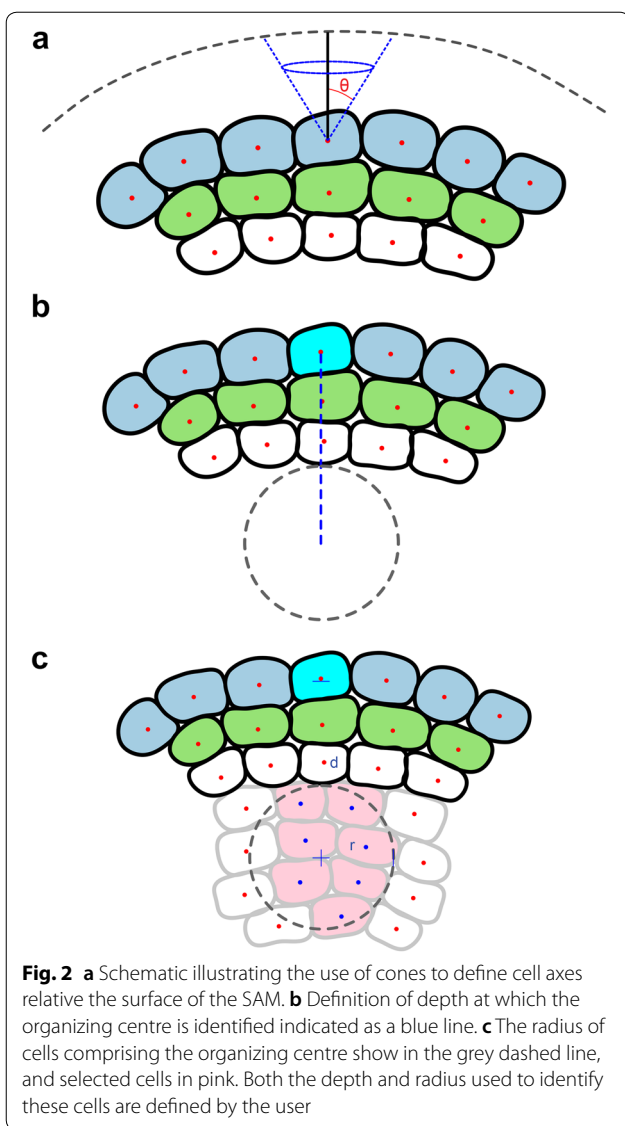 a
θ
b
c
d
r
Fig. 2 a Schematic illustrating the use of cones to define cell axes
relative the surface of the SAM. b Definition of depth at which the
organizing centre is identified indicated as a blue line. c The radius of
cells comprising the organizing centre show in the grey dashed line,
and selected cells in pink. Both the depth and radius used to identify
these cells are defined by the user